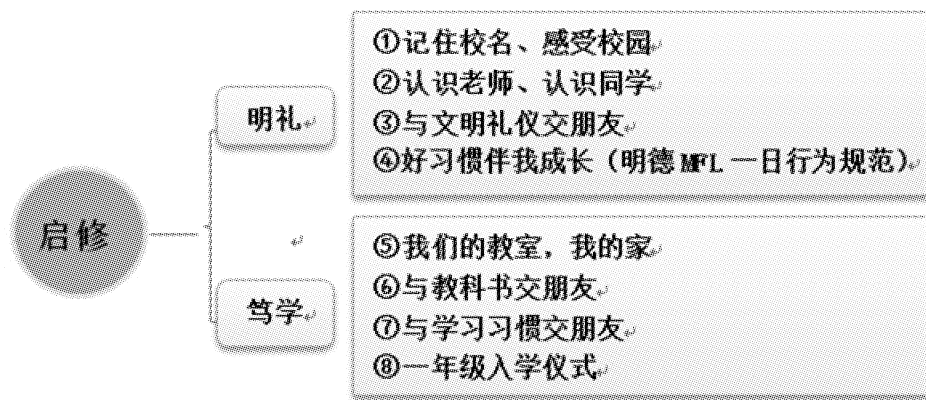 启修
明礼
①记住校名、感受校园
②认识老师、认识同学
③与文明礼仪交朋友
④好习惯伴我成长（明德 MFL 一日行为规范）
笃学
⑤我们的教室，我的家
⑥与教科书交朋友
⑦与学习习惯交朋友
⑧一年级入学仪式